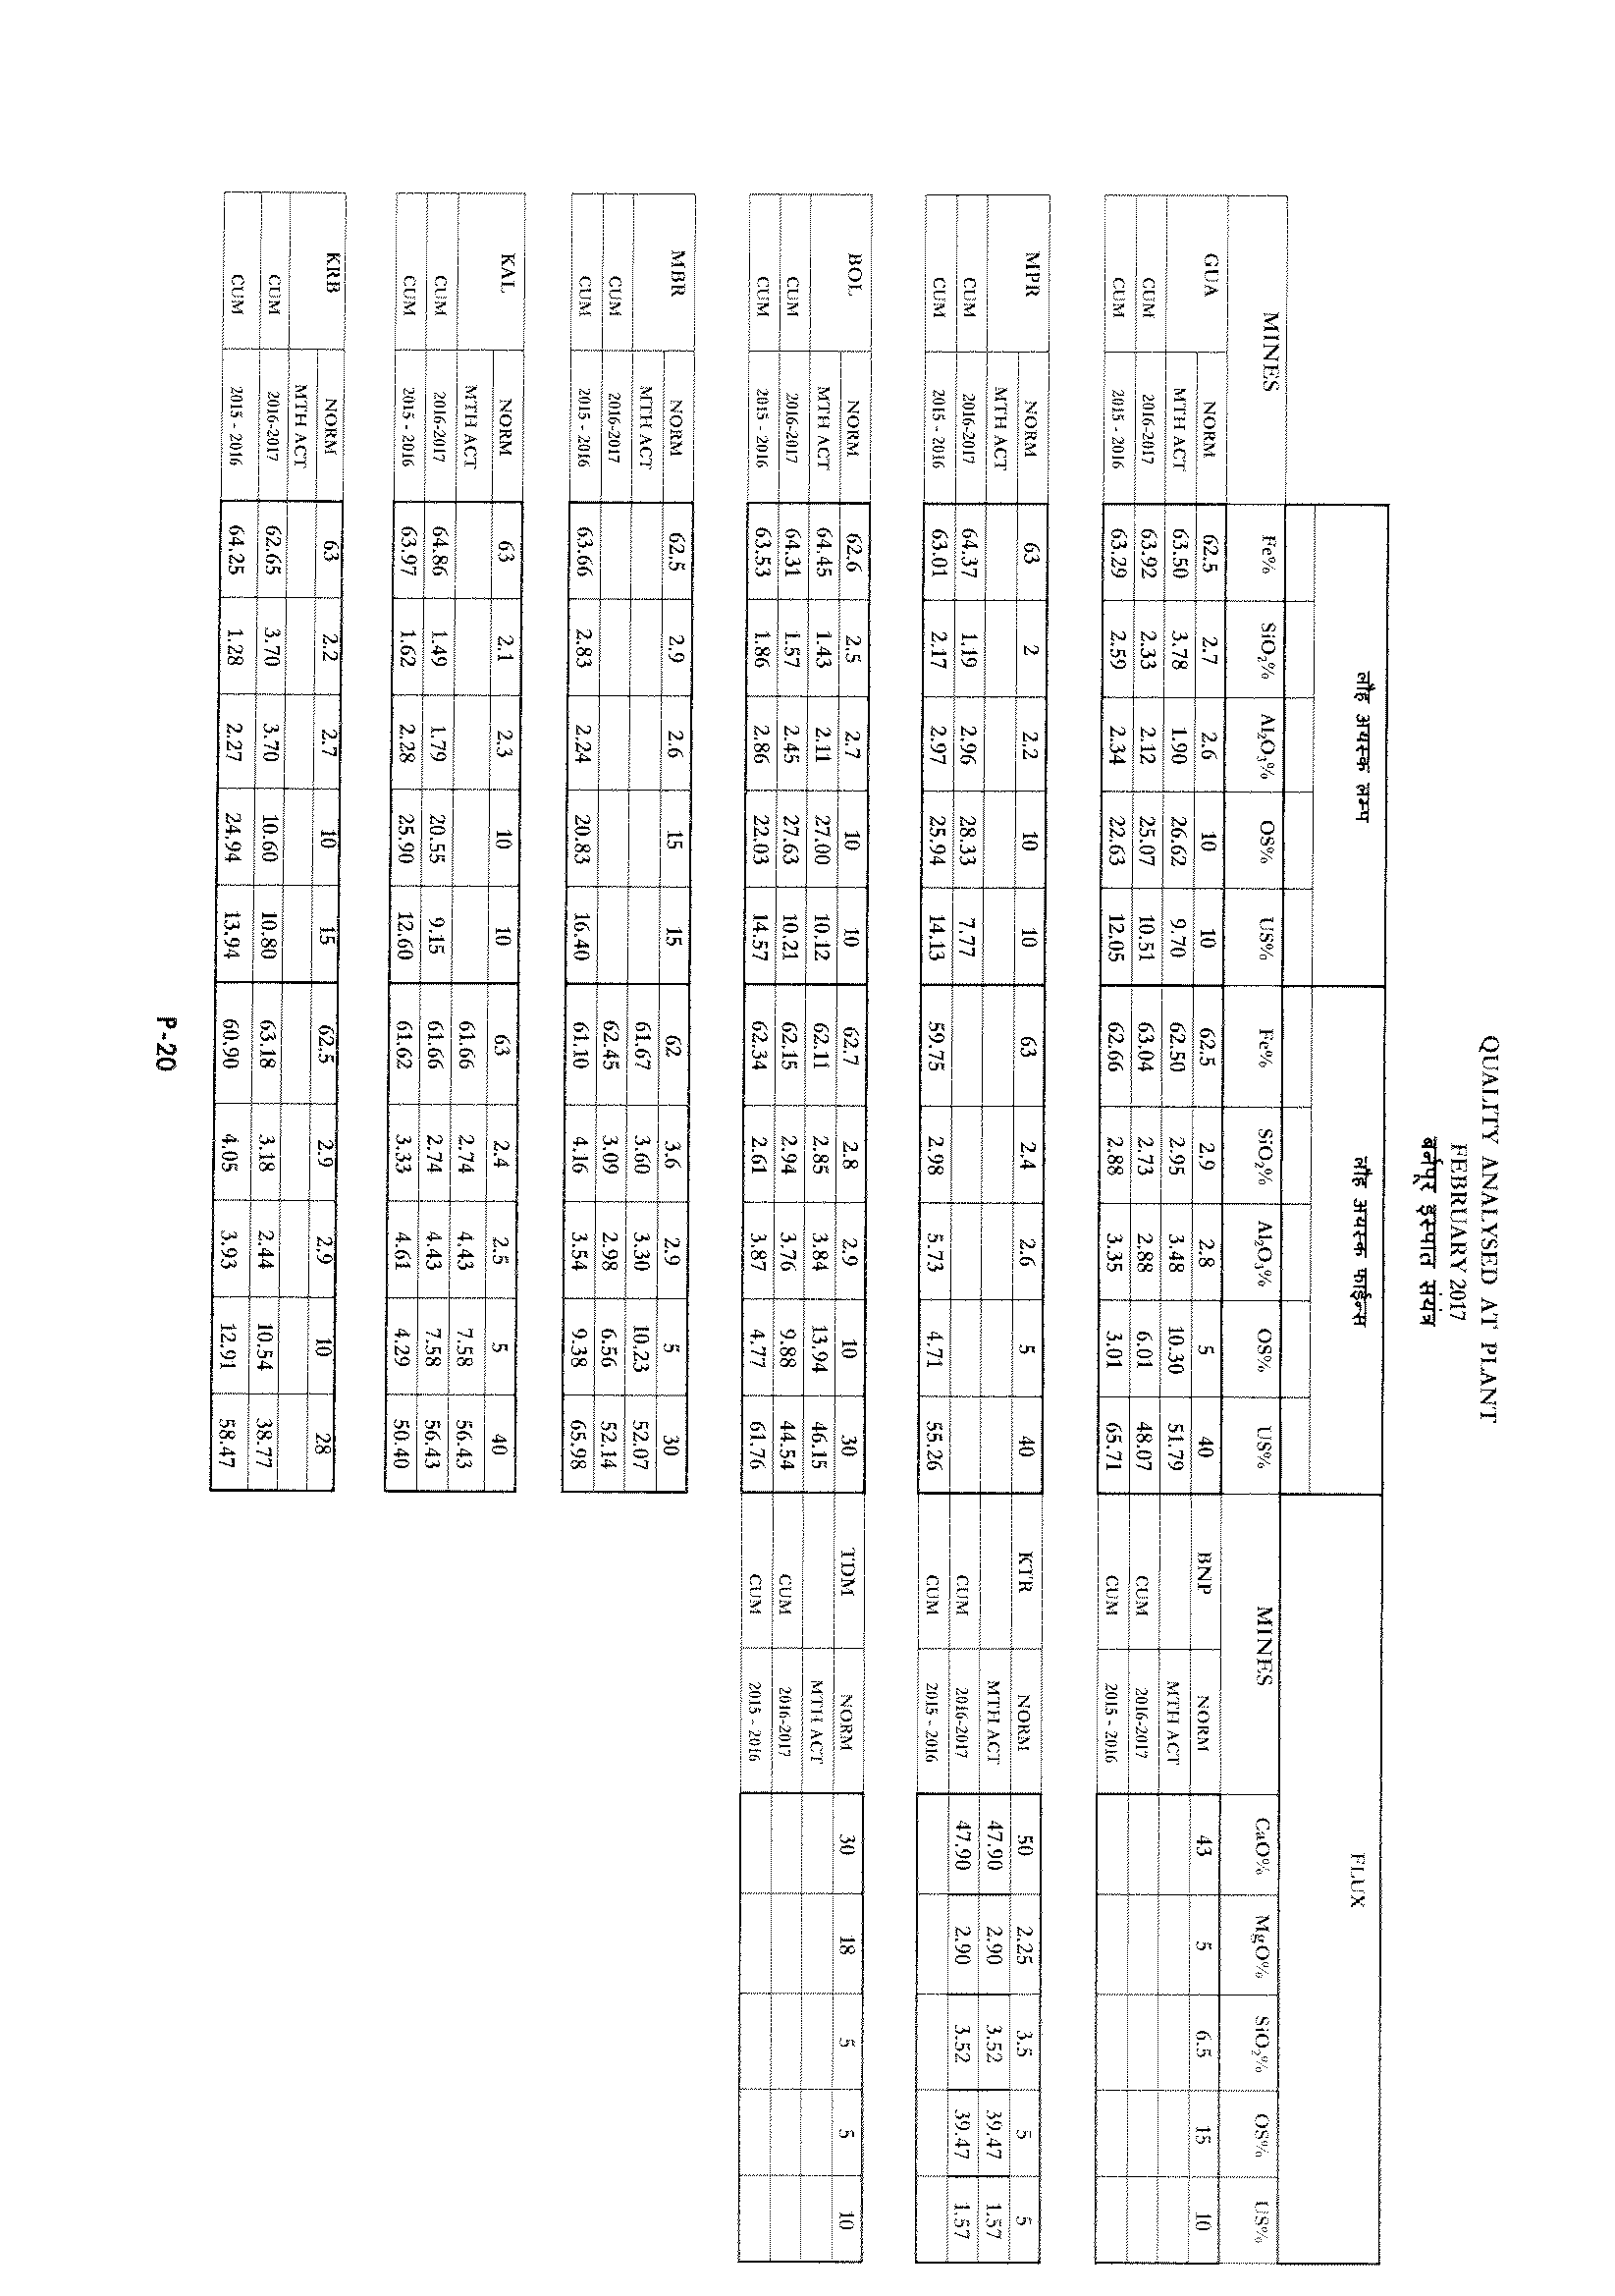 QUALITY ANALYSED AT PLANT
FEBRUARY 2017
बर्नपूर इस्पात सयंत्र
लौह अयस्क लम्प लौह अयस्क फाईन्स FLUX
MINES Fe% SiO₂% Al₂O₃% OS% US% Fe% SiO₂% Al₂O₃% OS% US% MINES CaO% MgO% SiO₂% OS% US%
GUA NORM 62.5 2.7 2.6 10 10 62.5 2.9 2.8 5 40 BNP NORM 43 5 6.5 15 10
MTH ACT 63.50 3.78 1.90 26.62 9.70 62.50 2.95 3.48 10.30 51.79 MTH ACT
CUM 2016-2017 63.92 2.33 2.12 25.07 10.51 63.04 2.73 2.88 6.01 48.07 CUM 2016-2017
CUM 2015 - 2016 63.29 2.59 2.34 22.63 12.05 62.66 2.88 3.35 3.01 65.71 CUM 2015 - 2016
MPR NORM 63 2 2.2 10 10 63 2.4 2.6 5 40 KTR NORM 50 2.25 3.5 5 5
MTH ACT MTH ACT 47.90 2.90 3.52 39.47 1.57
CUM 2016-2017 64.37 1.19 2.96 28.33 7.77 CUM 2016-2017 47.90 2.90 3.52 39.47 1.57
CUM 2015 - 2016 63.01 2.17 2.97 25.94 14.13 59.75 2.98 5.73 4.71 55.26 CUM 2015 - 2016
BOL NORM 62.6 2.5 2.7 10 10 62.7 2.8 2.9 10 30 TDM NORM 30 18 5 5 10
MTH ACT 64.45 1.43 2.11 27.00 10.12 62.11 2.85 3.84 13.94 46.15 MTH ACT
CUM 2016-2017 64.31 1.57 2.45 27.63 10.21 62.15 2.94 3.76 9.88 44.54 CUM 2016-2017
CUM 2015 - 2016 63.53 1.86 2.86 22.03 14.57 62.34 2.61 3.87 4.77 61.76 CUM 2015 - 2016
MBR NORM 62.5 2.9 2.6 15 15 62 3.6 2.9 5 30
MTH ACT 61.67 3.60 3.30 10.23 52.07
CUM 2016-2017 62.45 3.09 2.98 6.56 52.14
CUM 2015 - 2016 63.66 2.83 2.24 20.83 16.40 61.10 4.16 3.54 9.38 65.98
KAL NORM 63 2.1 2.3 10 10 63 2.4 2.5 5 40
MTH ACT 61.66 2.74 4.43 7.58 56.43
CUM 2016-2017 64.86 1.49 1.79 20.55 9.15 61.66 2.74 4.43 7.58 56.43
CUM 2015 - 2016 63.97 1.62 2.28 25.90 12.60 61.62 3.33 4.61 4.29 50.40
KRB NORM 63 2.2 2.7 10 15 62.5 2.9 2.9 10 28
MTH ACT
CUM 2016-2017 62.65 3.70 3.70 10.60 10.80 63.18 3.18 2.44 10.54 38.77
CUM 2015 - 2016 64.25 1.28 2.27 24.94 13.94 60.90 4.05 3.93 12.91 58.47
P-20